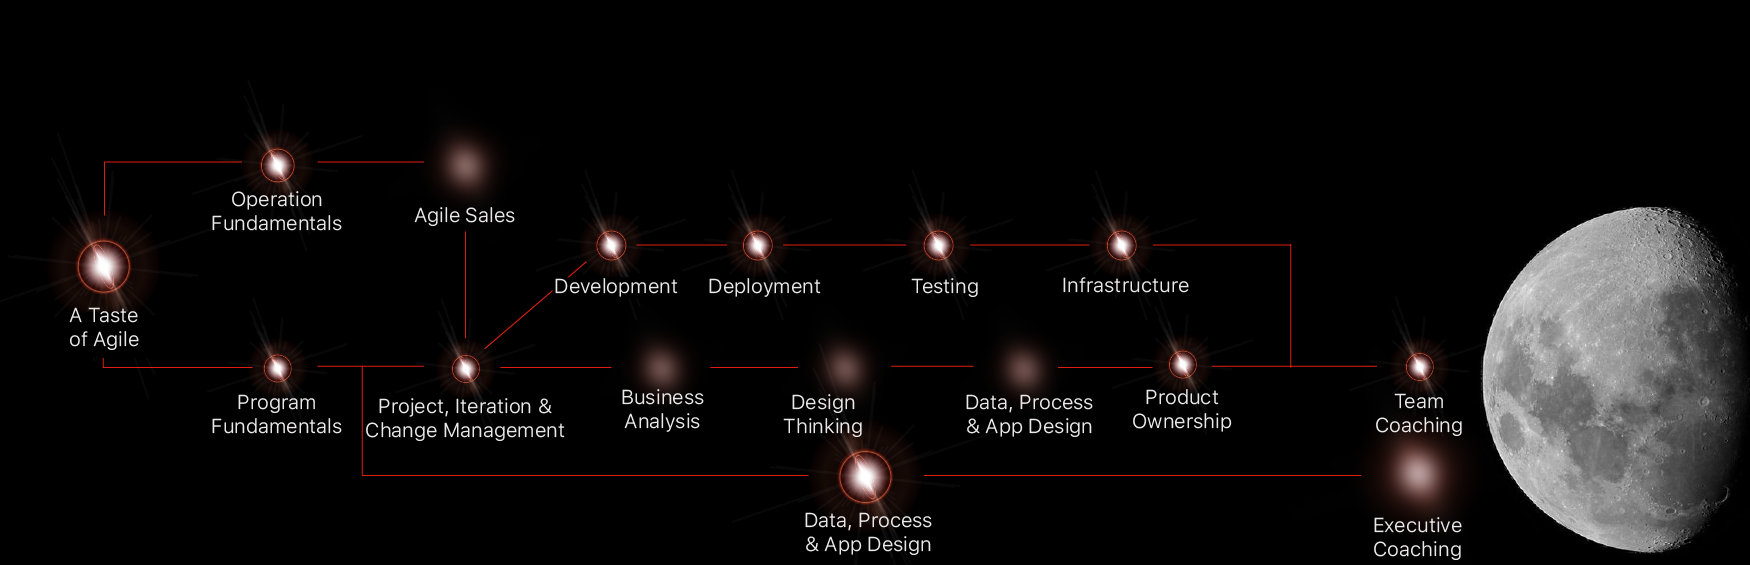 Operation
Fundamentals
Agile Sales
A Taste
of Agile
Development
Deployment
Testing
Infrastructure
Program
Fundamentals
Project, Iteration &
Change Management
Business
Analysis
Design
Thinking
Data, Process
& App Design
Product
Ownership
Team
Coaching
Data, Process
& App Design
Executive
Coaching